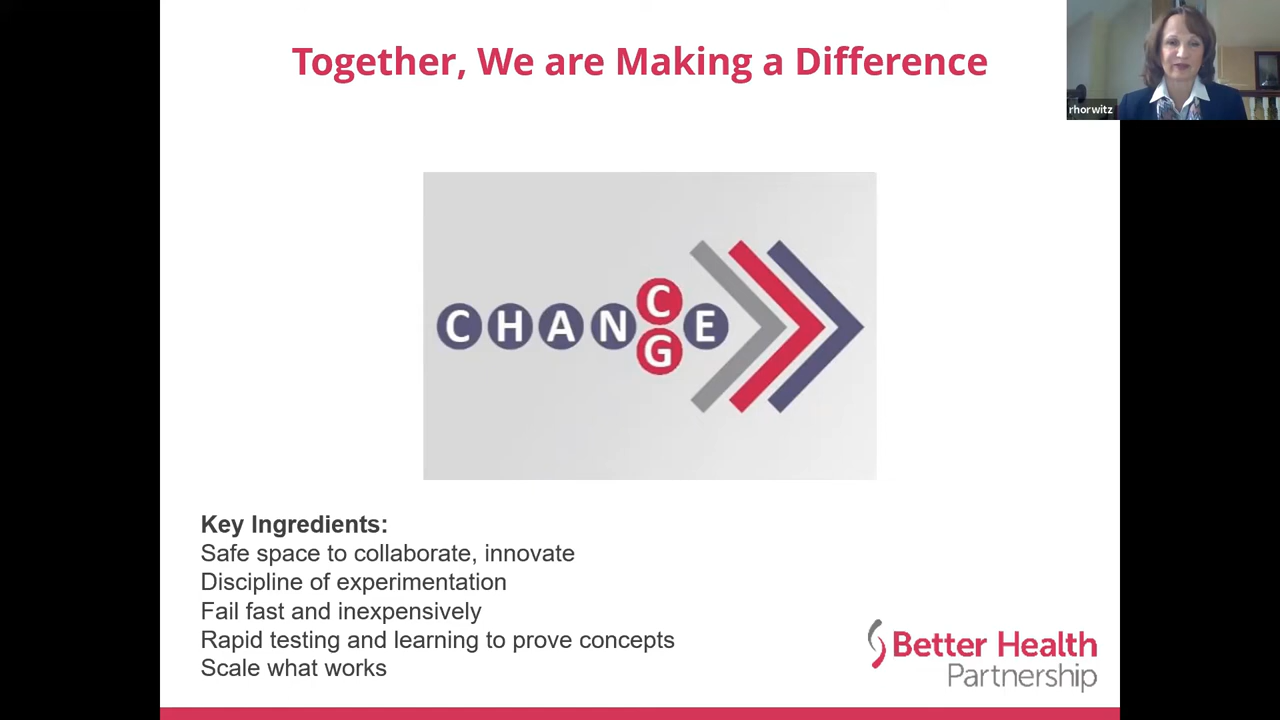 Together, We are Making a Difference
rhorwitz
C
CHAN E
G
Key Ingredients:
Safe space to collaborate, innovate
Discipline of experimentation
Fail fast and inexpensively
Rapid testing and learning to prove concepts
Scale what works
Better Health
Partnership